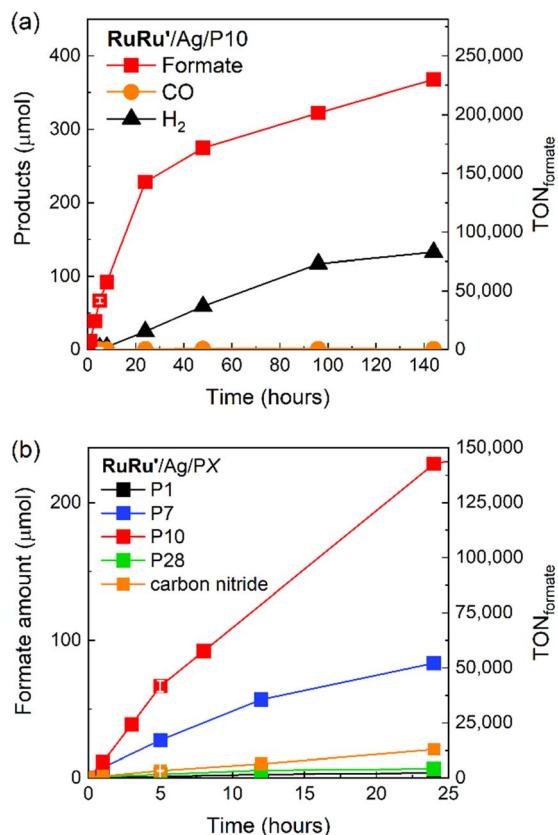 (a)
RuRu'/Ag/P10
Formate
CO
H₂
400
300
200
100
0
Products (μmol)
250,000
200,000
150,000
100,000
50,000
0
TON_formate
0 20 40 60 80 100 120 140
Time (hours)
(b)
RuRu'/Ag/PX
P1
P7
P10
P28
carbon nitride
200
100
0
Formate amount (μmol)
150,000
125,000
100,000
75,000
50,000
25,000
0
TON_formate
0 5 10 15 20 25
Time (hours)